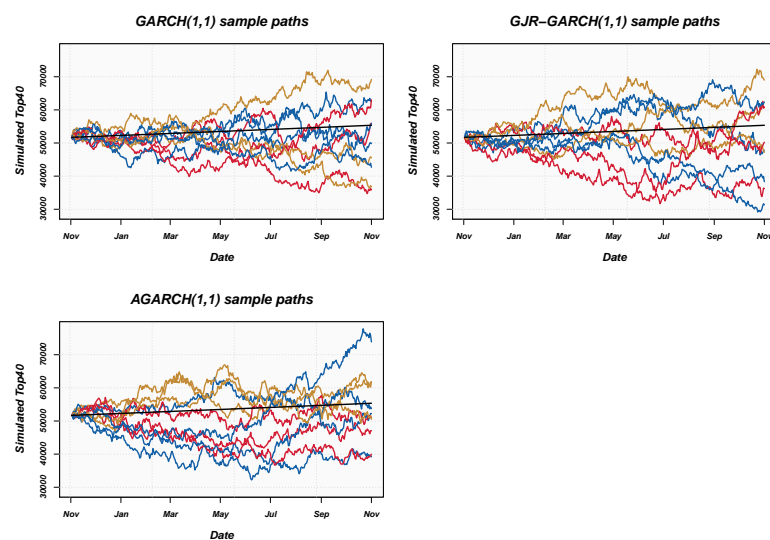 GARCH(1,1) sample paths
Simulated Top40
70000
60000
50000
40000
30000
Nov Jan Mar May Jul Sep Nov
Date
GJR−GARCH(1,1) sample paths
Simulated Top40
70000
60000
50000
40000
30000
Nov Jan Mar May Jul Sep Nov
Date
AGARCH(1,1) sample paths
Simulated Top40
70000
60000
50000
40000
30000
Nov Jan Mar May Jul Sep Nov
Date